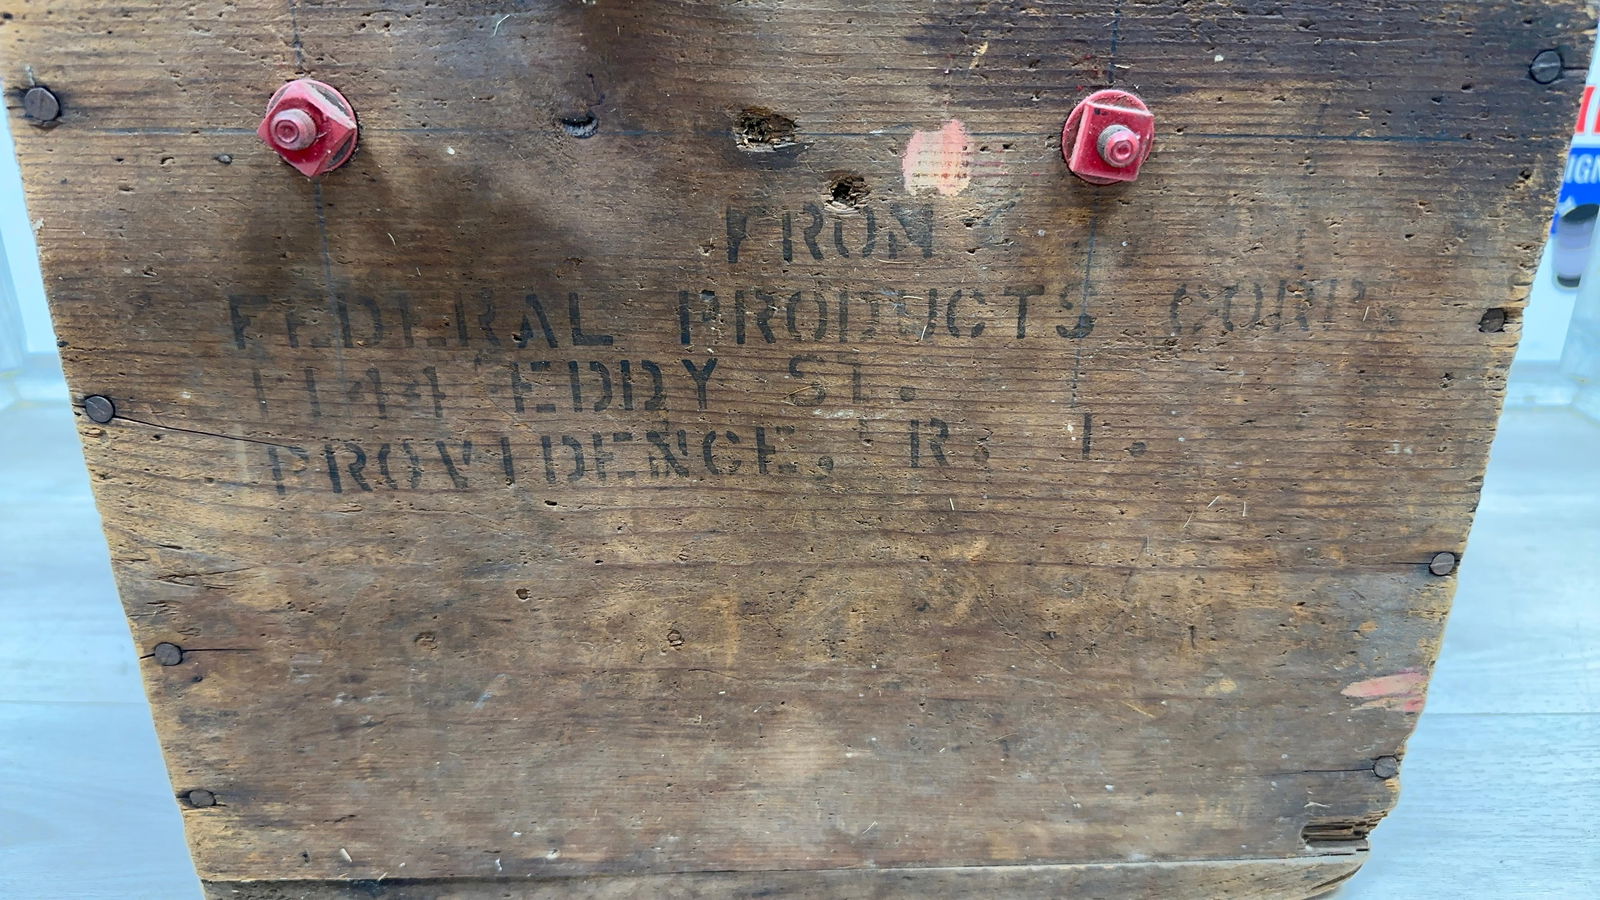 FROM
FEDERAL PRODUCTS CORP.
1144 EDDY ST.
PROVIDENCE, R. I.